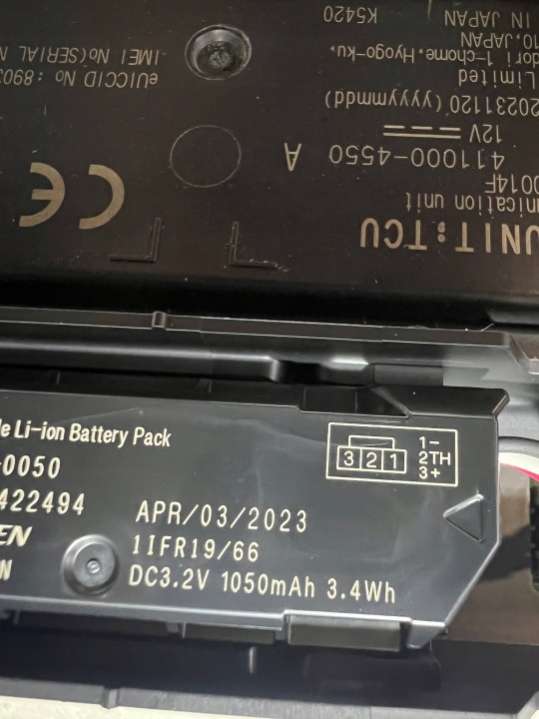 UNIT:TCU
nication unit
0014F
411000-4550 A
12V
20231120 (yyyymmdd)
Limited
dori 1-chome,Hyogo-ku,
10,JAPAN
IN JAPAN
K5420
CE
IMEI No(SERIAL N
eUICCID No : 8903
le Li-ion Battery Pack
-0050
422494
EN
N
APR/03/2023
1IFR19/66
DC3.2V 1050mAh 3.4Wh
3 2 1
1-
2TH
3+